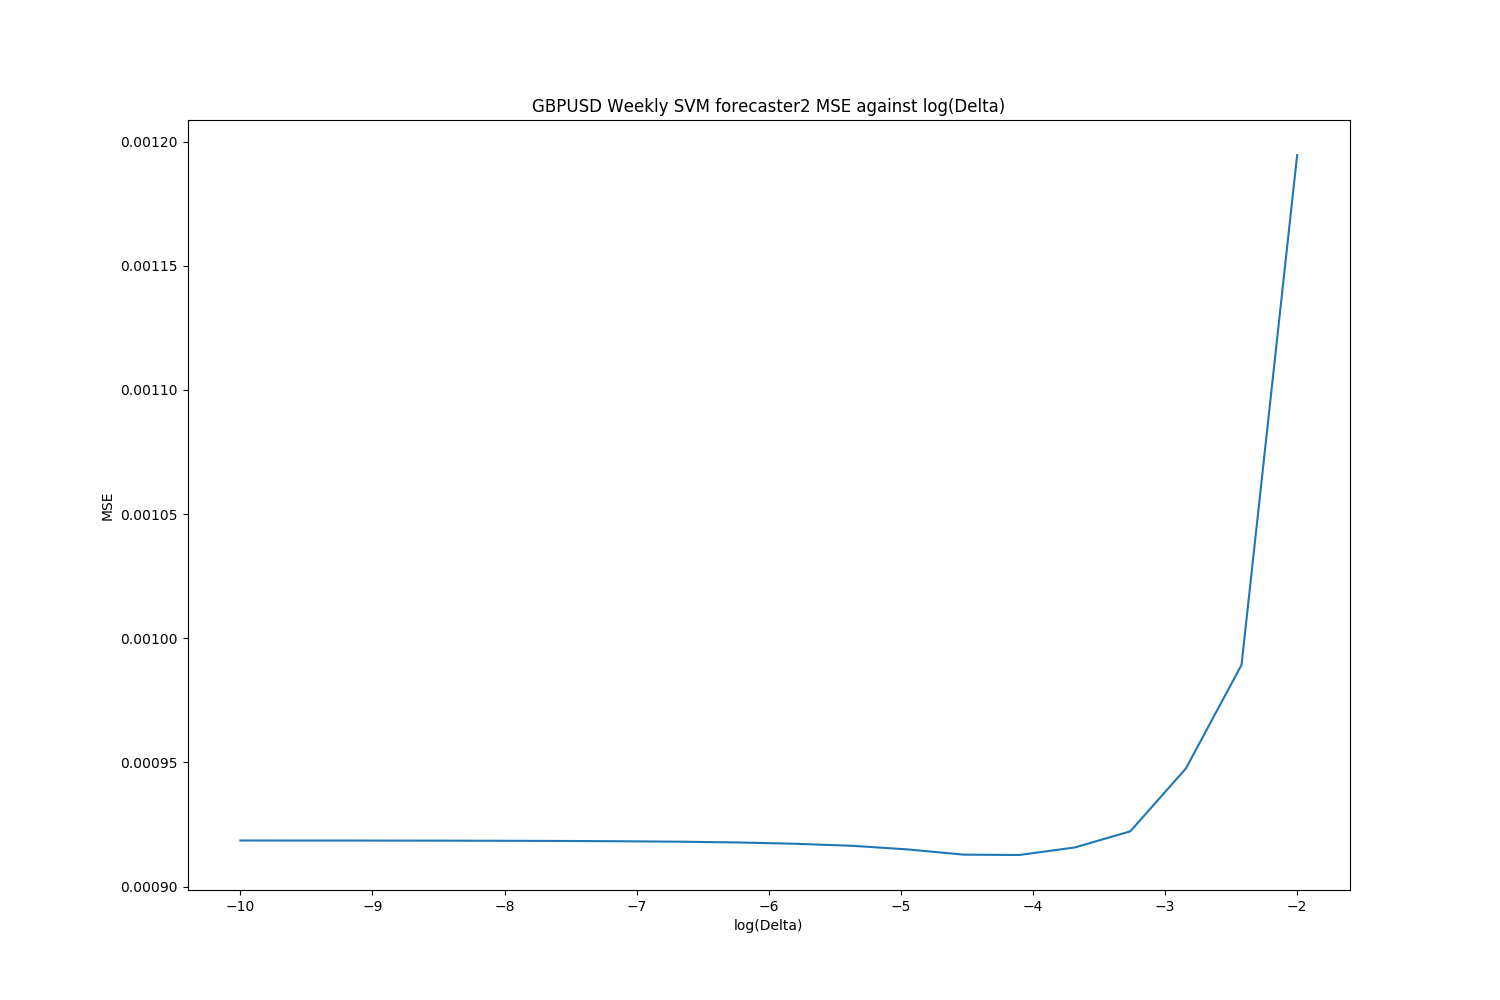 GBPUSD Weekly SVM forecaster2 MSE against log(Delta)
0.00120
0.00115
0.00110
0.00105
0.00100
0.00095
0.00090
MSE
−10 −9 −8 −7 −6 −5 −4 −3 −2
log(Delta)